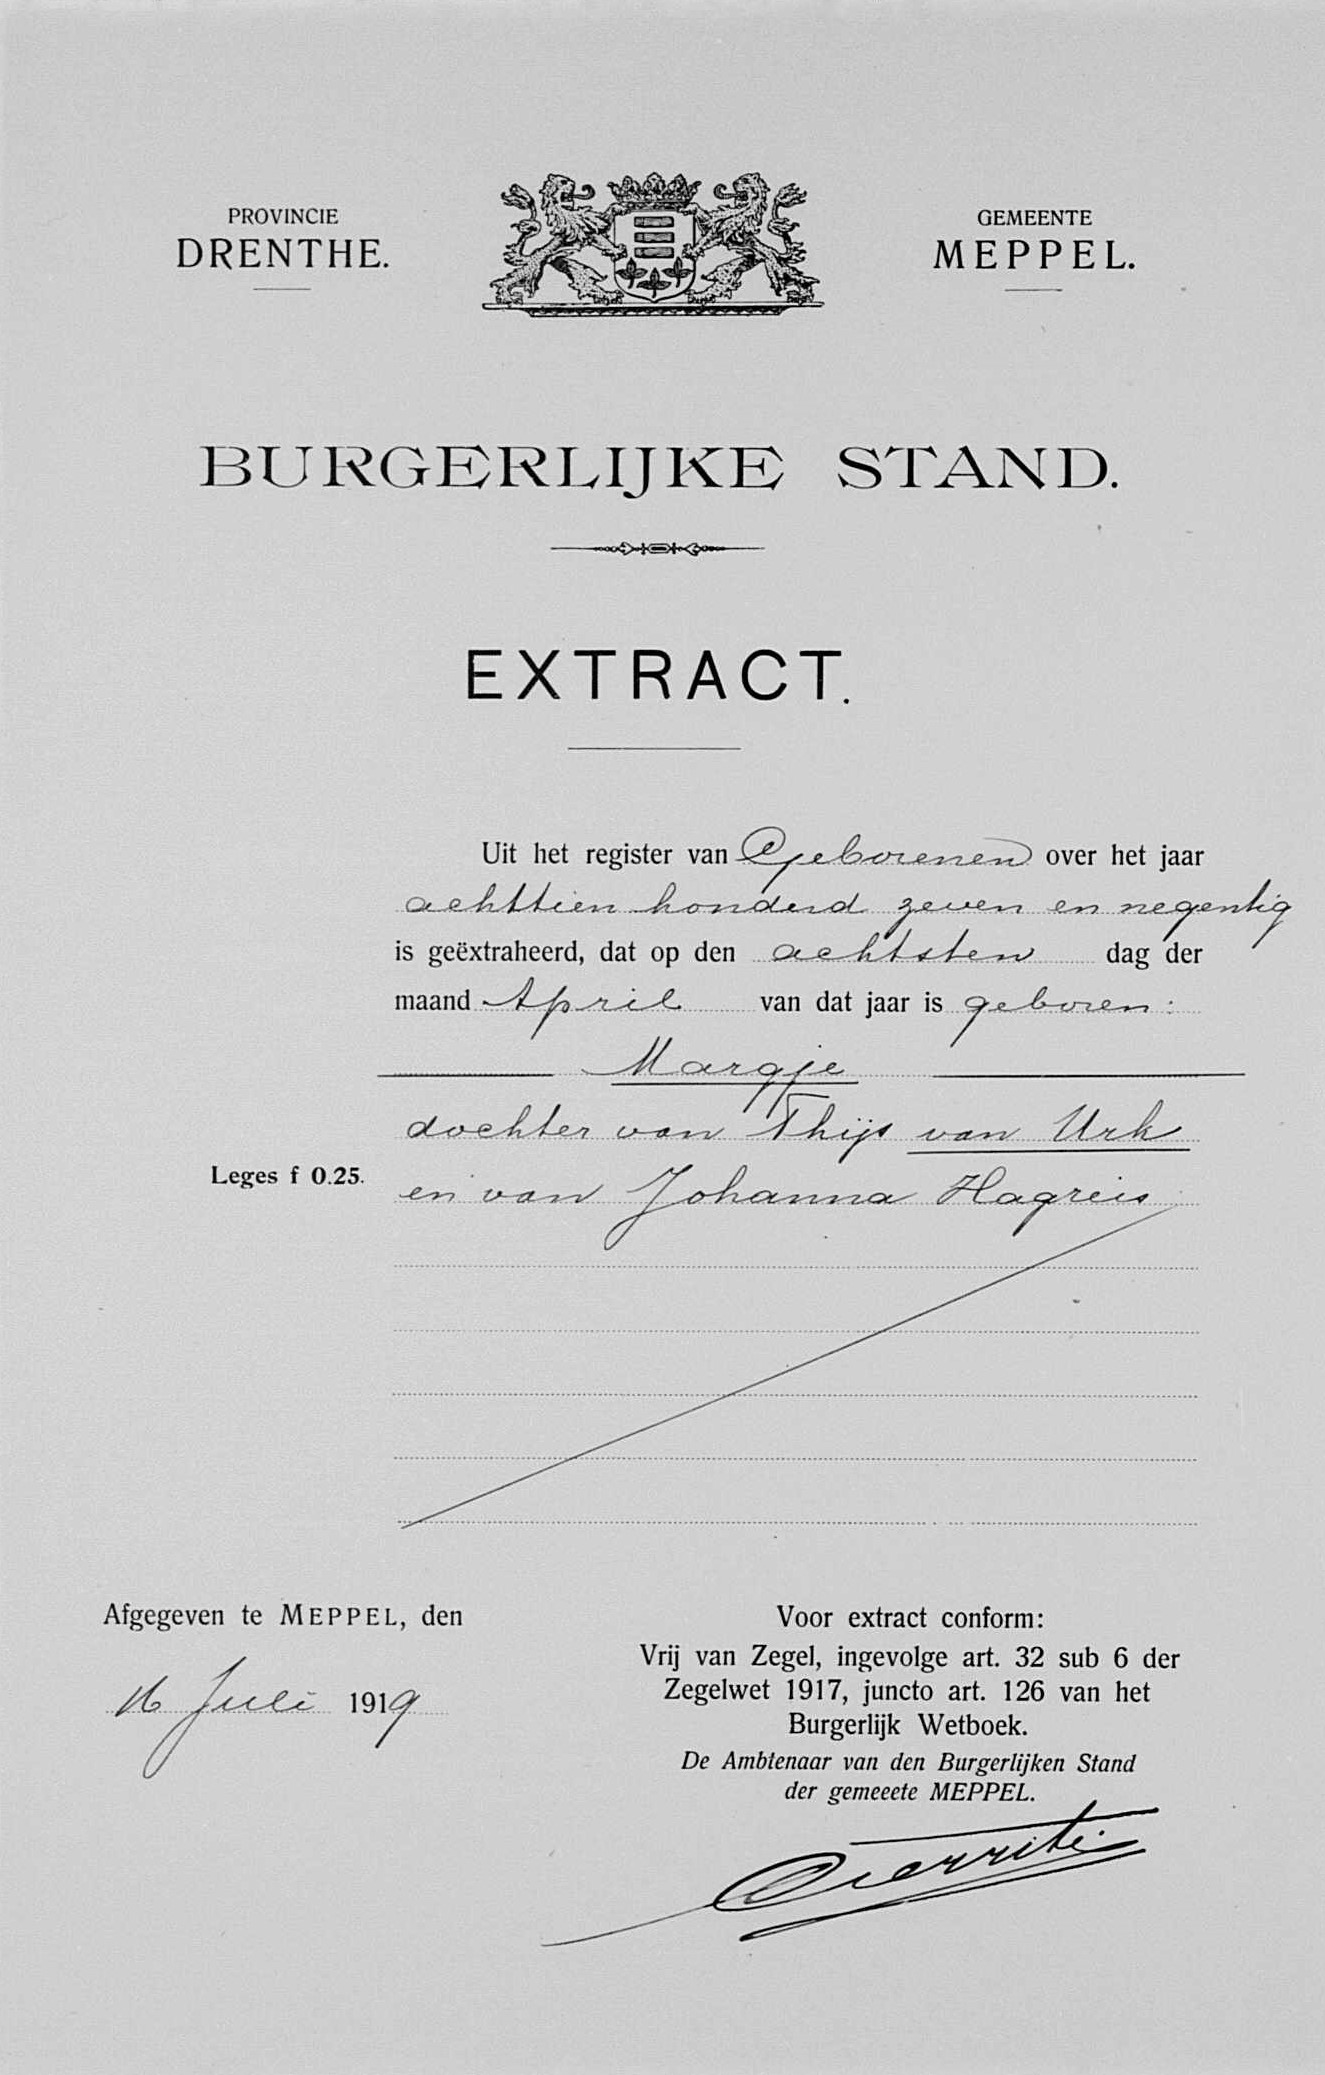 PROVINCIE
DRENTHE.
GEMEENTE
MEPPEL.
BURGERLIJKE STAND.
EXTRACT.
Uit het register van Geborenen over het jaar
achttien honderd zeven en negentig
is geëxtraheerd, dat op den achtsten dag der
maand April van dat jaar is geboren:
Margje
dochter van Thijs van Urk
Leges f 0.25. en van Johanna Hagreis
Afgegeven te MEPPEL, den
16 Juli 1919
Voor extract conform:
Vrij van Zegel, ingevolge art. 32 sub 6 der
Zegelwet 1917, juncto art. 126 van het
Burgerlijk Wetboek.
De Ambtenaar van den Burgerlijken Stand
der gemeeete MEPPEL.